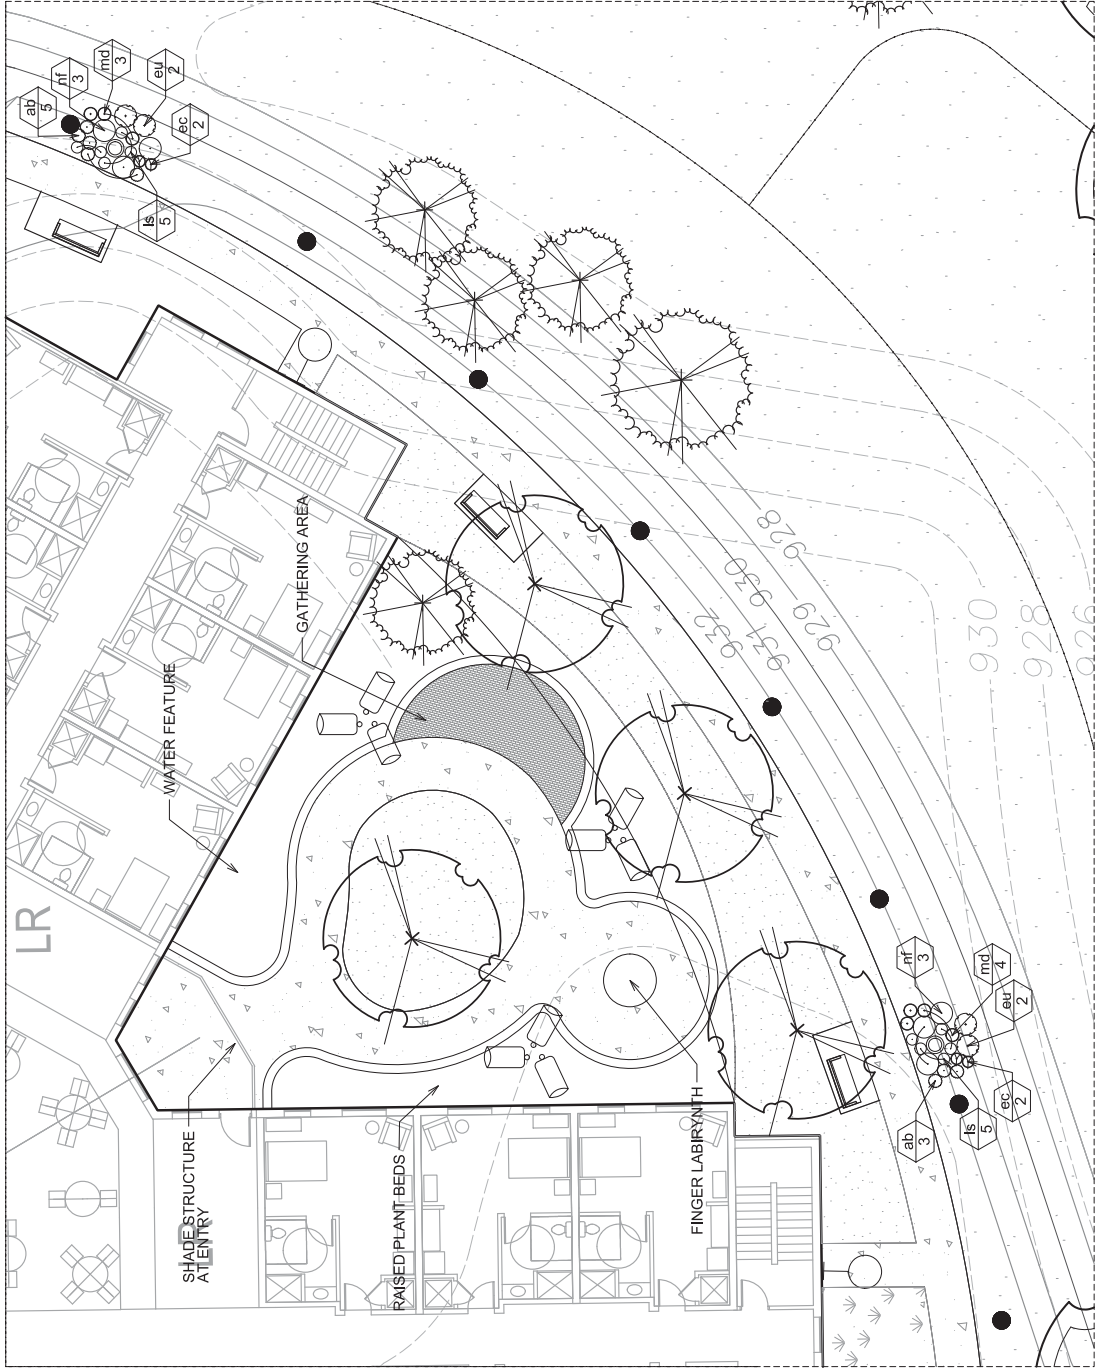 ab
5
nf
3
md
3
eu
2
ec
2
ls
5
GATHERING AREA
WATER FEATURE
LR
928
929
930
931
932
930
928
926
nf
3
md
4
eu
2
ec
2
ls
5
ab
3
SHADE STRUCTURE
AT ENTRY
LR
RAISED PLANT BEDS
FINGER LABIRYNTH